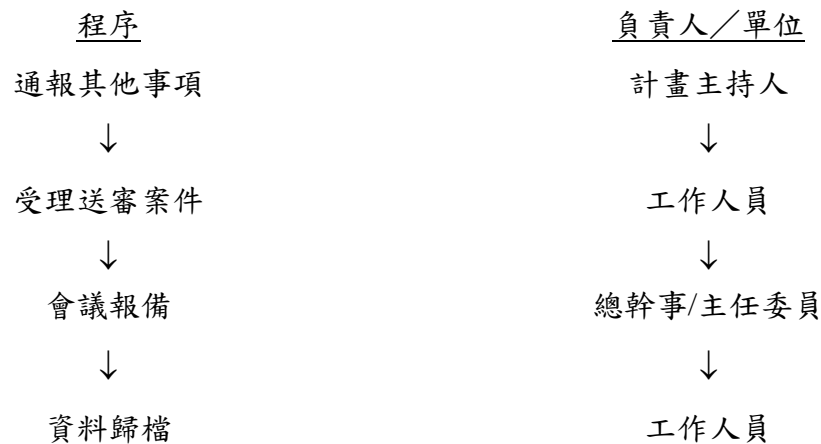 程序 負責人／單位
通報其他事項 計畫主持人
↓ ↓
受理送審案件 工作人員
↓ ↓
會議報備 總幹事/主任委員
↓ ↓
資料歸檔 工作人員